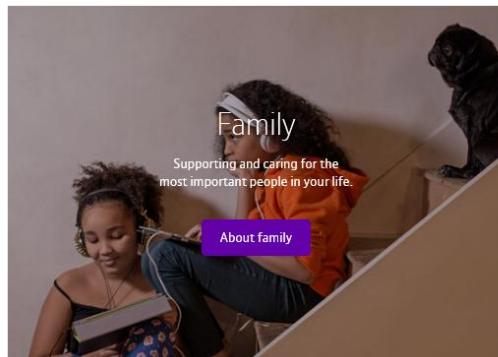 Family
Supporting and caring for the
most important people in your life.
About family